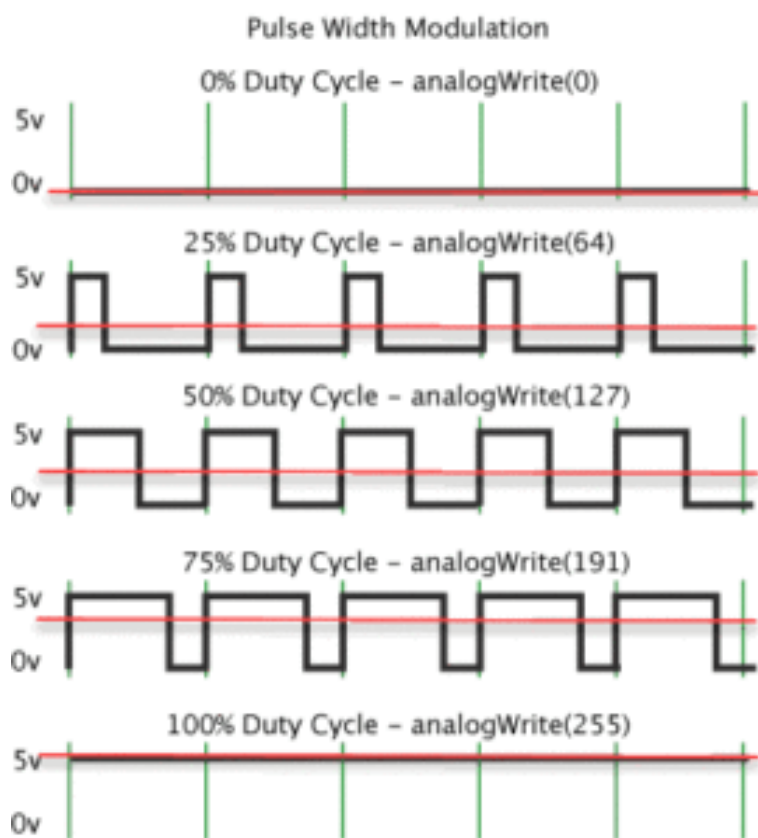 Pulse Width Modulation
0% Duty Cycle – analogWrite(0)
5v
0v
25% Duty Cycle – analogWrite(64)
5v
0v
50% Duty Cycle – analogWrite(127)
5v
0v
75% Duty Cycle – analogWrite(191)
5v
0v
100% Duty Cycle – analogWrite(255)
5v
0v